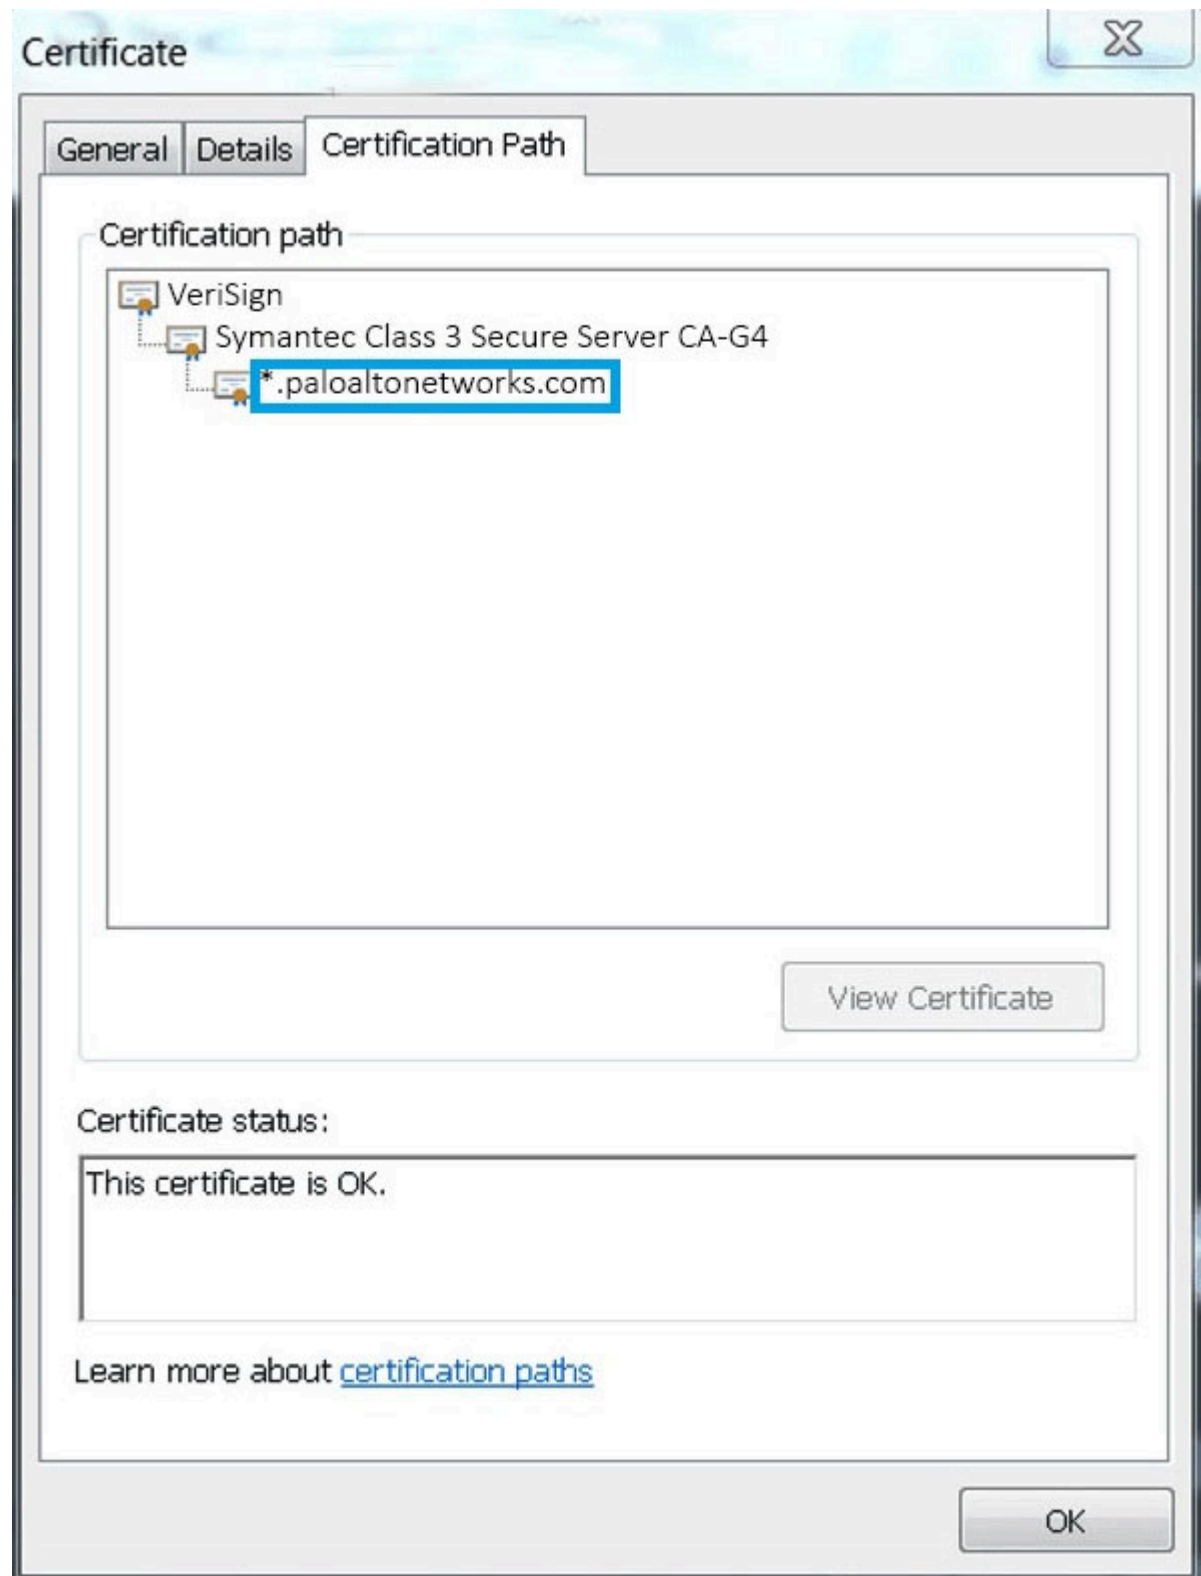 Certificate
General Details Certification Path
Certification path
VeriSign
Symantec Class 3 Secure Server CA-G4
*.paloaltonetworks.com
View Certificate
Certificate status:
This certificate is OK.
Learn more about certification paths
OK